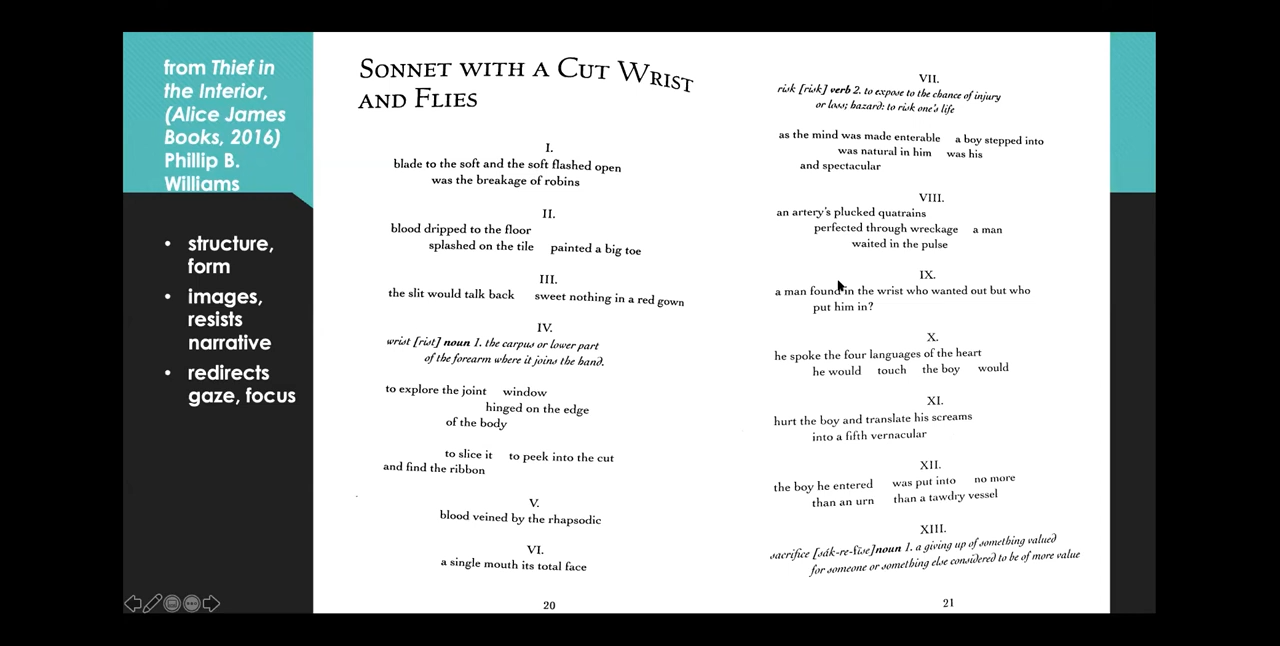 from Thief in
the Interior,
(Alice James
Books, 2016)
Phillip B.
Williams
• structure,
form
• images,
resists
narrative
• redirects
gaze, focus
SONNET WITH A CUT WRIST
AND FLIES
I.
blade to the soft and the soft flashed open
was the breakage of robins
II.
blood dripped to the floor
splashed on the tile painted a big toe
III.
the slit would talk back sweet nothing in a red gown
IV.
wrist [rist] noun 1. the carpus or lower part
of the forearm where it joins the hand.
to explore the joint window
hinged on the edge
of the body
to slice it to peek into the cut
and find the ribbon
V.
blood veined by the rhapsodic
VI.
a single mouth its total face
20
VII.
risk [risk] verb 2. to expose to the chance of injury
or loss; hazard: to risk one's life
as the mind was made enterable a boy stepped into
was natural in him was his
and spectacular
VIII.
an artery's plucked quatrains
perfected through wreckage a man
waited in the pulse
IX.
a man found in the wrist who wanted out but who
put him in?
X.
he spoke the four languages of the heart
he would touch the boy would
XI.
hurt the boy and translate his screams
into a fifth vernacular
XII.
the boy he entered was put into no more
than an urn than a tawdry vessel
XIII.
sacrifice [sák-re-fīse]noun 1. a giving up of something valued
for someone or something else considered to be of more value
21